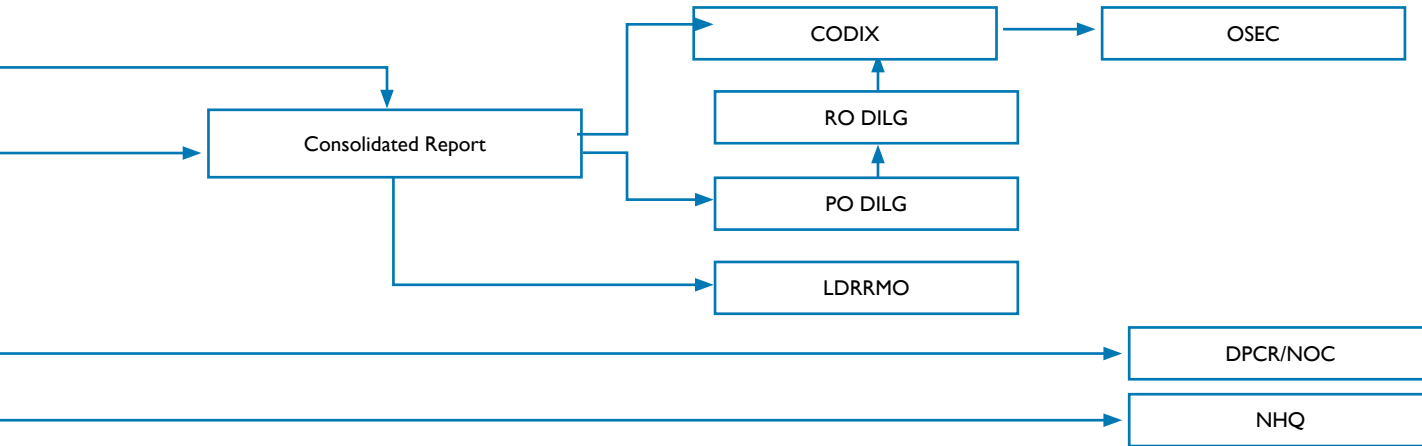 CODIX
OSEC
RO DILG
Consolidated Report
PO DILG
LDRRMO
DPCR/NOC
NHQ